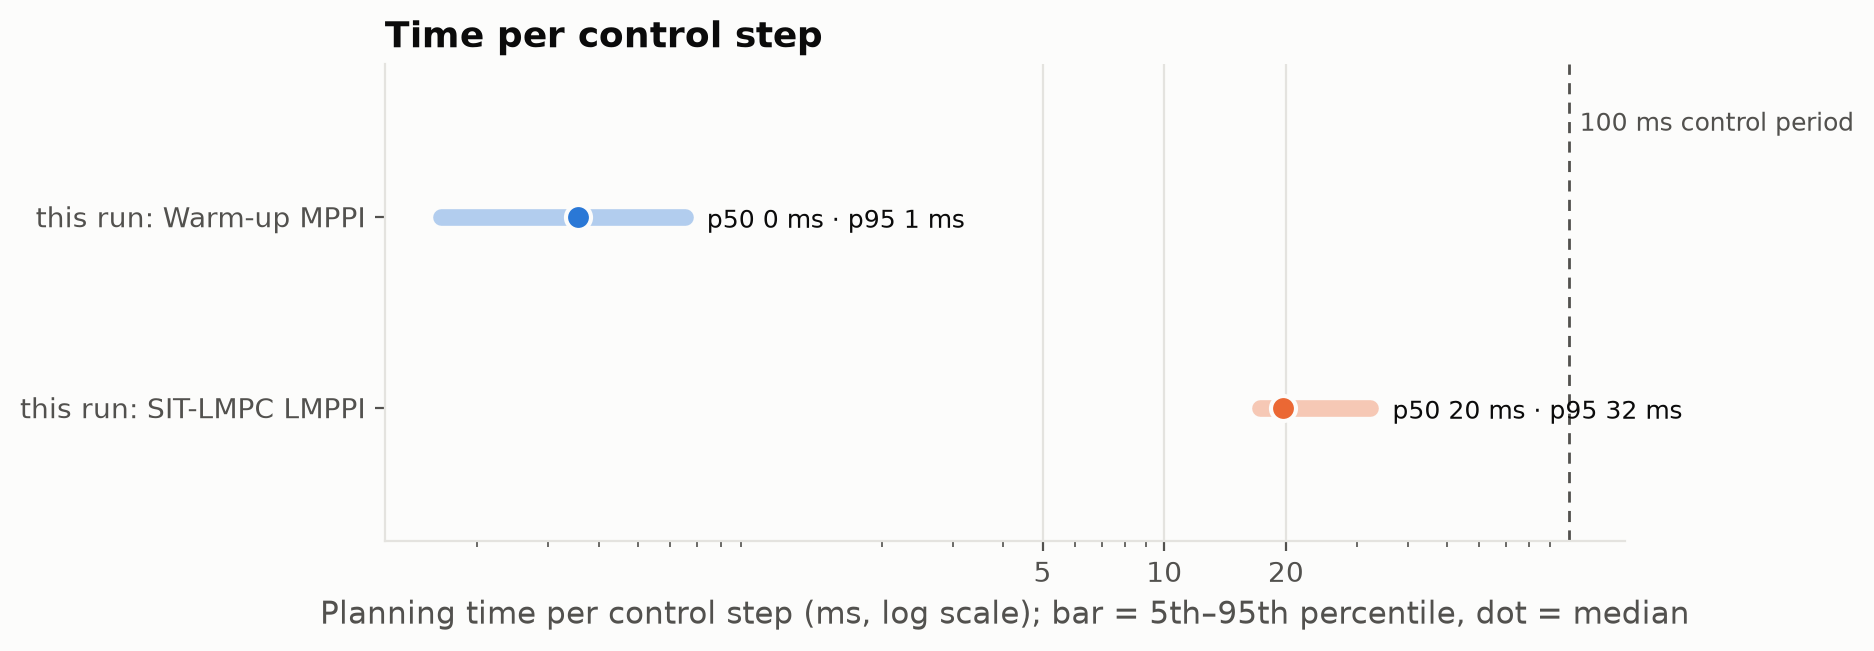 Time per control step
100 ms control period
this run: Warm-up MPPI
p50 0 ms · p95 1 ms
this run: SIT-LMPC LMPPI
p50 20 ms · p95 32 ms
5 10 20
Planning time per control step (ms, log scale); bar = 5th–95th percentile, dot = median